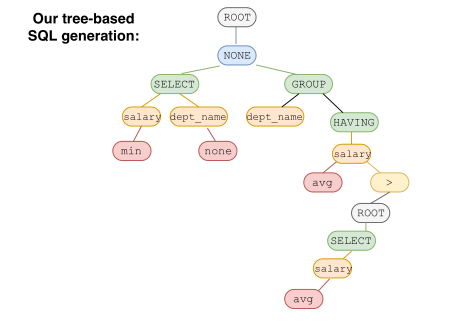 Our tree-based
SQL generation:
ROOT
NONE
SELECT GROUP
salary dept_name dept_name HAVING
min none salary
avg >
ROOT
SELECT
salary
avg